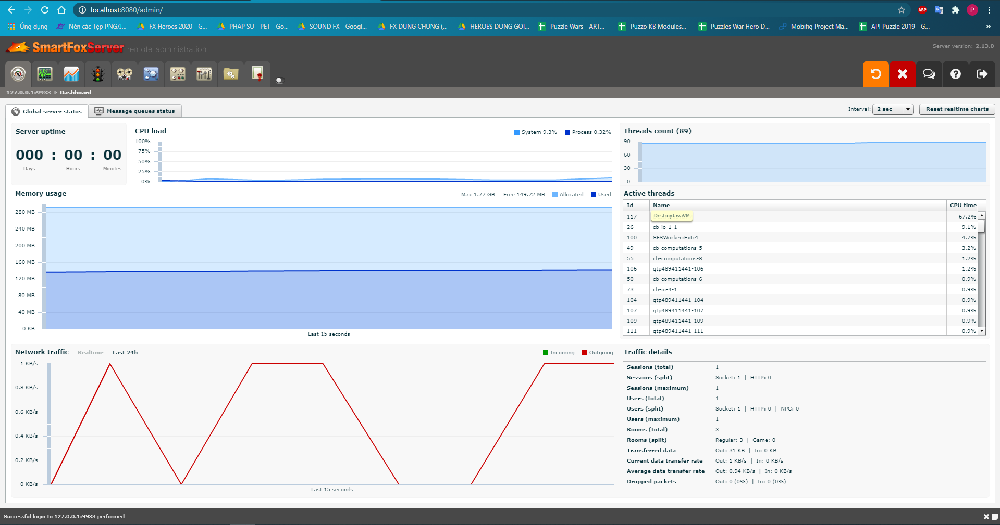 localhost:8080/admin/
ABP
P
Ứng dụng
Nén các Tệp PNG/J...
FX Heroes 2020 - G...
PHAP SU - PET - Go...
SOUND FX - Googl...
FX DUNG CHUNG (...
HEROES DONG GOI...
Puzzle Wars - ART...
Puzzo KB Modules...
Puzzles War Hero D...
Mobifig Project Ma...
API Puzzle 2019 - G...
»
SmartFoxServer remote administration
Server version: 2.13.0
127.0.0.1:9933 » Dashboard
Global server status
Message queues status
Interval: 2 sec
Reset realtime charts
Server uptime
000 : 00 : 00
Days Hours Minutes
CPU load
System 9.3% Process 0.32%
100%
75%
50%
25%
0%
Threads count (89)
90
60
30
0
Memory usage
Max 1.77 GB Free 149.72 MB Allocated Used
280 MB
240 MB
200 MB
160 MB
120 MB
80 MB
40 MB
0 KB
Last 15 seconds
Active threads
Id Name CPU time
117 DestroyJavaVM 67.2%
26 cb-io-1-1 9.1%
100 SFSWorker:Ext:4 4.7%
49 cb-computations-5 3.2%
55 cb-computations-8 1.2%
106 qtp489411441-106 1.2%
50 cb-computations-6 0.9%
73 cb-io-4-1 0.9%
104 qtp489411441-104 0.9%
107 qtp489411441-107 0.9%
109 qtp489411441-109 0.9%
111 qtp489411441-111 0.9%
Network traffic Realtime | Last 24h
Incoming Outgoing
1 KB/s
0.8 KB/s
0.6 KB/s
0.4 KB/s
0.2 KB/s
0 KB/s
Last 15 seconds
Traffic details
Sessions (total) 1
Sessions (split) Socket: 1 | HTTP: 0
Sessions (maximum) 1
Users (total) 1
Users (split) Socket: 1 | HTTP: 0 | NPC: 0
Users (maximum) 1
Rooms (total) 3
Rooms (split) Regular: 3 | Game: 0
Transferred data Out: 31 KB | In: 0 KB
Current data transfer rate Out: 1 KB/s | In: 0 KB/s
Average data transfer rate Out: 0.94 KB/s | In: 0 KB/s
Dropped packets Out: 0 (0%) | In: 0 (0%)
Successful login to 127.0.0.1:9933 performed